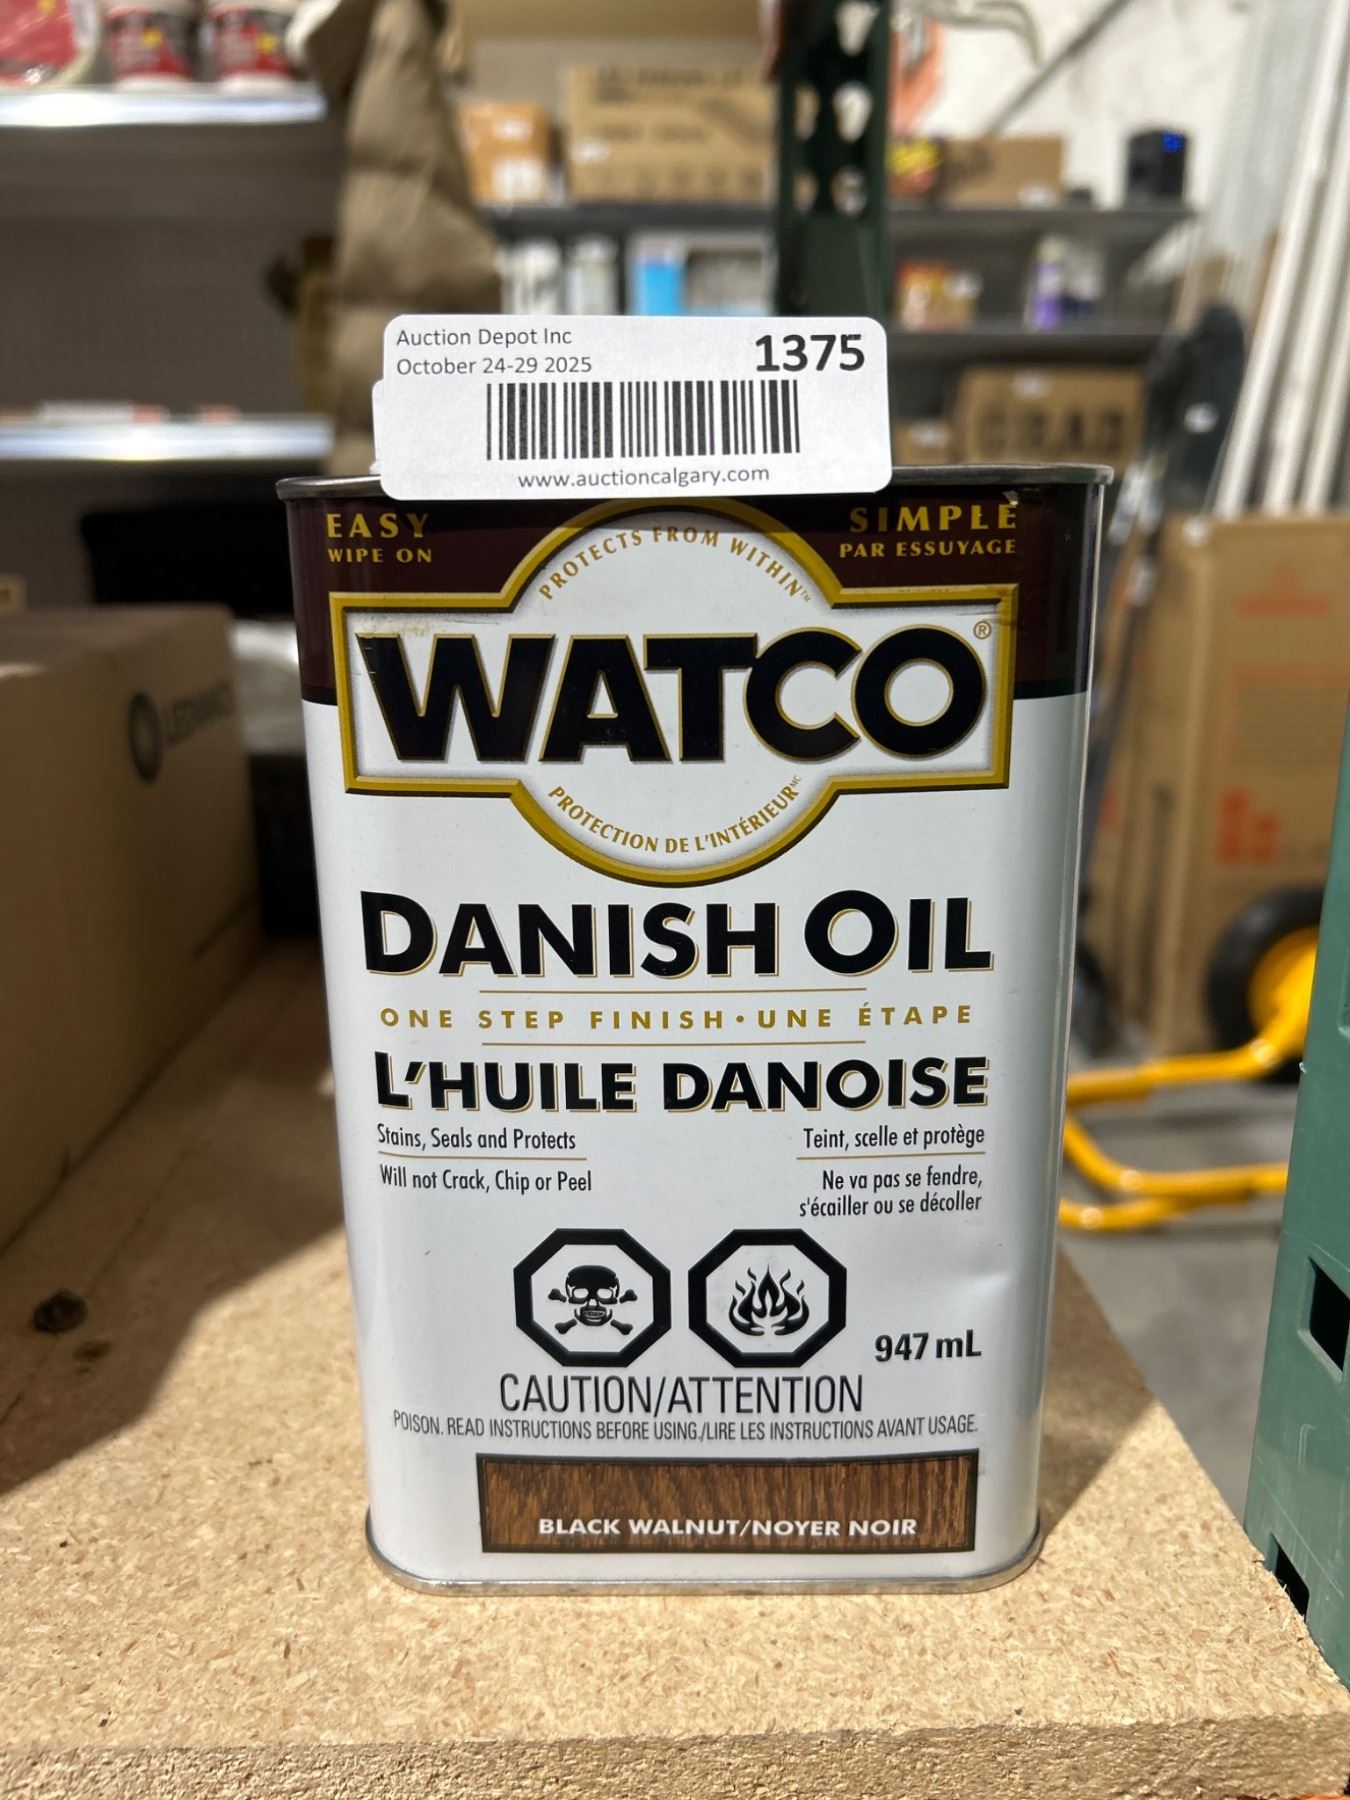 Auction Depot Inc
October 24-29 2025
1375
www.auctioncalgary.com
EASY
WIPE ON
SIMPLE
PAR ESSUYAGE
PROTECTS FROM WITHIN™
WATCO®
PROTECTION DE L'INTÉRIEUR MC
DANISH OIL
ONE STEP FINISH • UNE ÉTAPE
L'HUILE DANOISE
Stains, Seals and Protects
Will not Crack, Chip or Peel
Teint, scelle et protège
Ne va pas se fendre,
s'écailler ou se décoller
947 mL
CAUTION/ATTENTION
POISON. READ INSTRUCTIONS BEFORE USING./LIRE LES INSTRUCTIONS AVANT USAGE.
BLACK WALNUT/NOYER NOIR